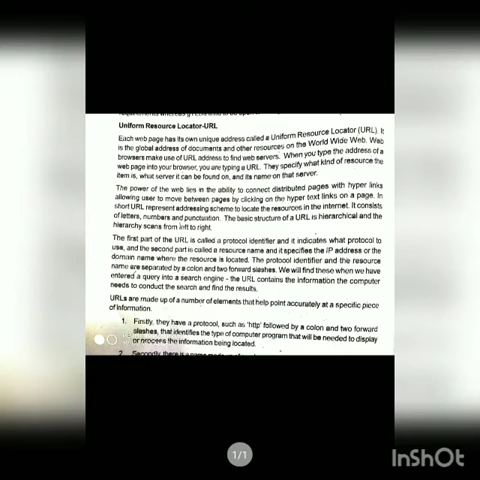 Uniform Resource Locator-URL
Each web page has its own unique address called a Uniform Resource Locator (URL). It
is the global address of documents and other resources on the World Wide Web. Web
browsers make use of URL address to find web servers. When you type the address of a
web page into your browser, you are typing a URL. They specify what kind of resource the
item is, what server it can be found on, and its name on that server.
The power of the web lies in the ability to connect distributed pages with hyper links
allowing user to move between pages by clicking on the hyper text links on a page. In
short URL represent addressing scheme to locate the resources in the internet. It consists
of letters, numbers and punctuation. The basic structure of a URL is hierarchical and the
hierarchy scans from left to right.
The first part of the URL is called a protocol identifier and it indicates what protocol to
use, and the second part is called a resource name and it specifies the IP address or the
domain name where the resource is located. The protocol identifier and the resource
name are separated by a colon and two forward slashes. We will find these when we have
entered a query into a search engine - the URL contains the information the computer
needs to conduct the search and find the results.
URLs are made up of a number of elements that help point accurately at a specific piece
of information.
1. Firstly, they have a protocol, such as 'http' followed by a colon and two forward
slashes, that identifies the type of computer program that will be needed to display
or process the information being located.
2. Secondly there is a name
1/1
InShOt